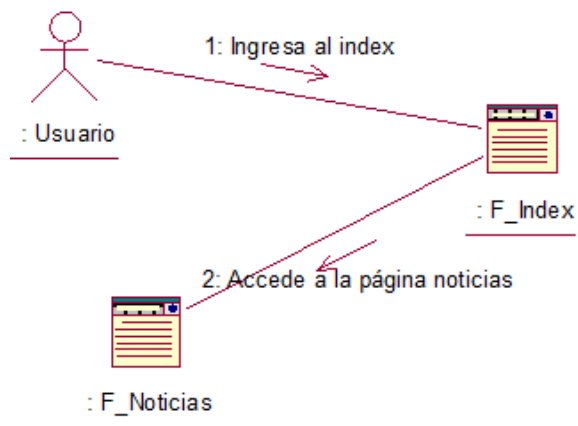 1: Ingresa al index
: Usuario
: F_Index
2: Accede a la página noticias
: F_Noticias